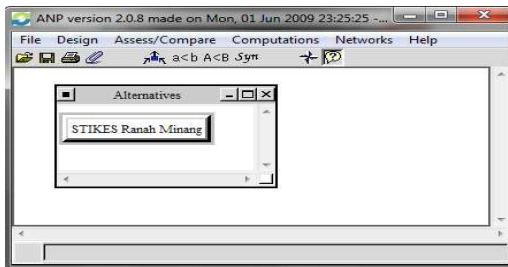 ANP version 2.0.8 made on Mon, 01 Jun 2009 23:25:25 -...
File Design Assess/Compare Computations Networks Help
a<b A<B Syn
Alternatives
STIKES Ranah Minang